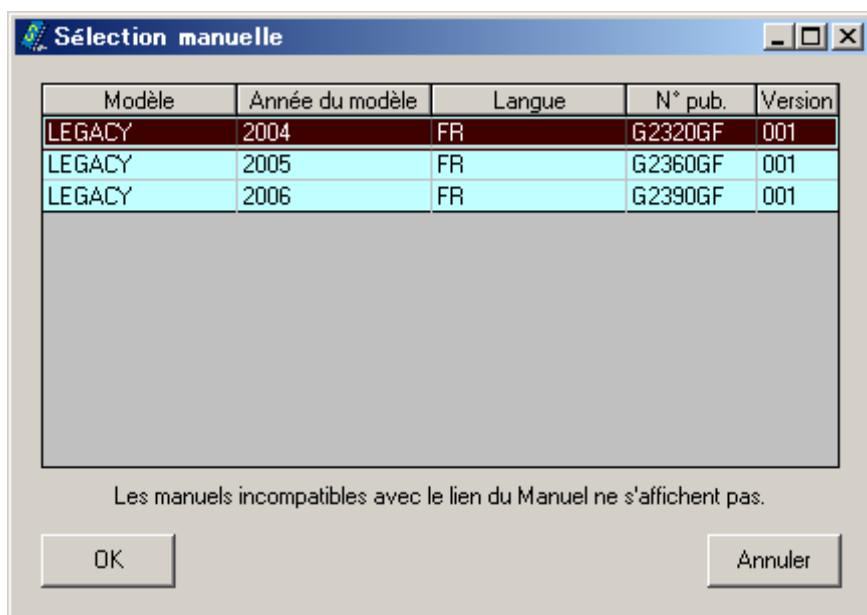 Sélection manuelle
Modèle Année du modèle Langue N° pub. Version
LEGACY 2004 FR G2320GF 001
LEGACY 2005 FR G2360GF 001
LEGACY 2006 FR G2390GF 001
Les manuels incompatibles avec le lien du Manuel ne s'affichent pas.
OK Annuler